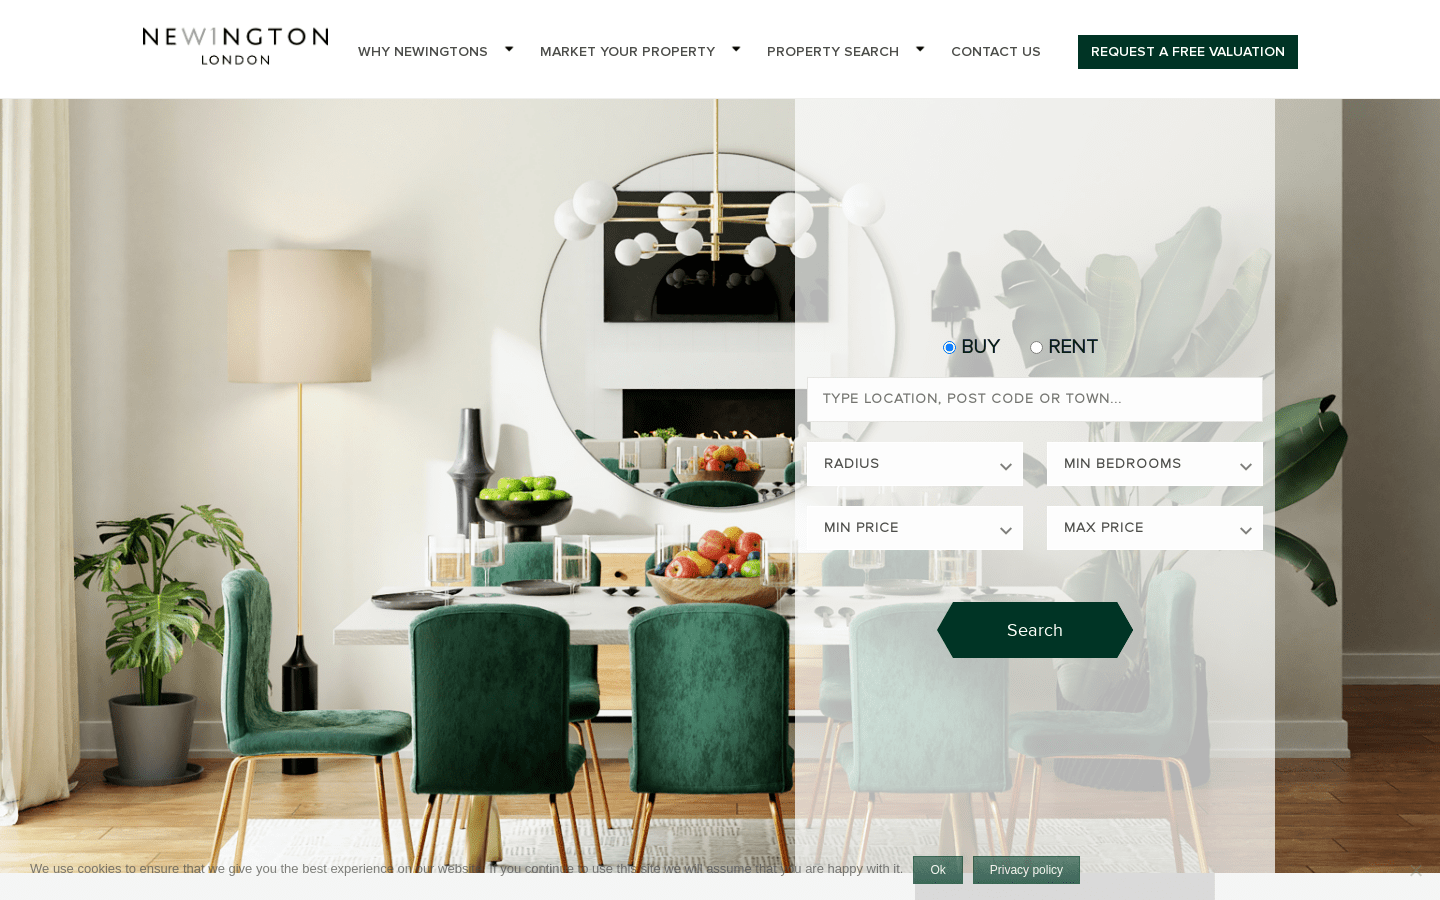 NEWINGTON
LONDON
WHY NEWINGTONS
MARKET YOUR PROPERTY
PROPERTY SEARCH
CONTACT US
REQUEST A FREE VALUATION
BUY
RENT
TYPE LOCATION, POST CODE OR TOWN...
RADIUS
MIN BEDROOMS
MIN PRICE
MAX PRICE
Search
We use cookies to ensure that we give you the best experience on our website. If you continue to use this site we will assume that you are happy with it.
Ok
Privacy policy